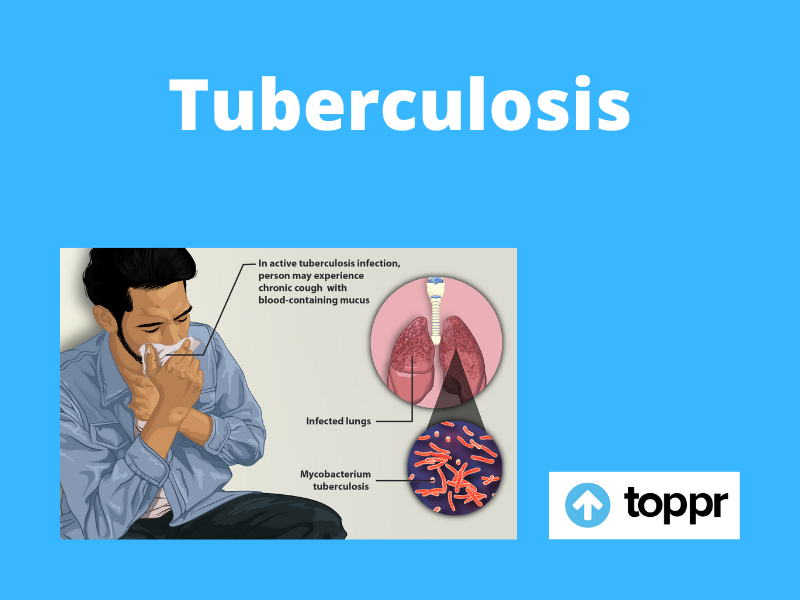 Tuberculosis
In active tuberculosis infection,
person may experience
chronic cough with
blood-containing mucus
Infected lungs
Mycobacterium
tuberculosis
toppr